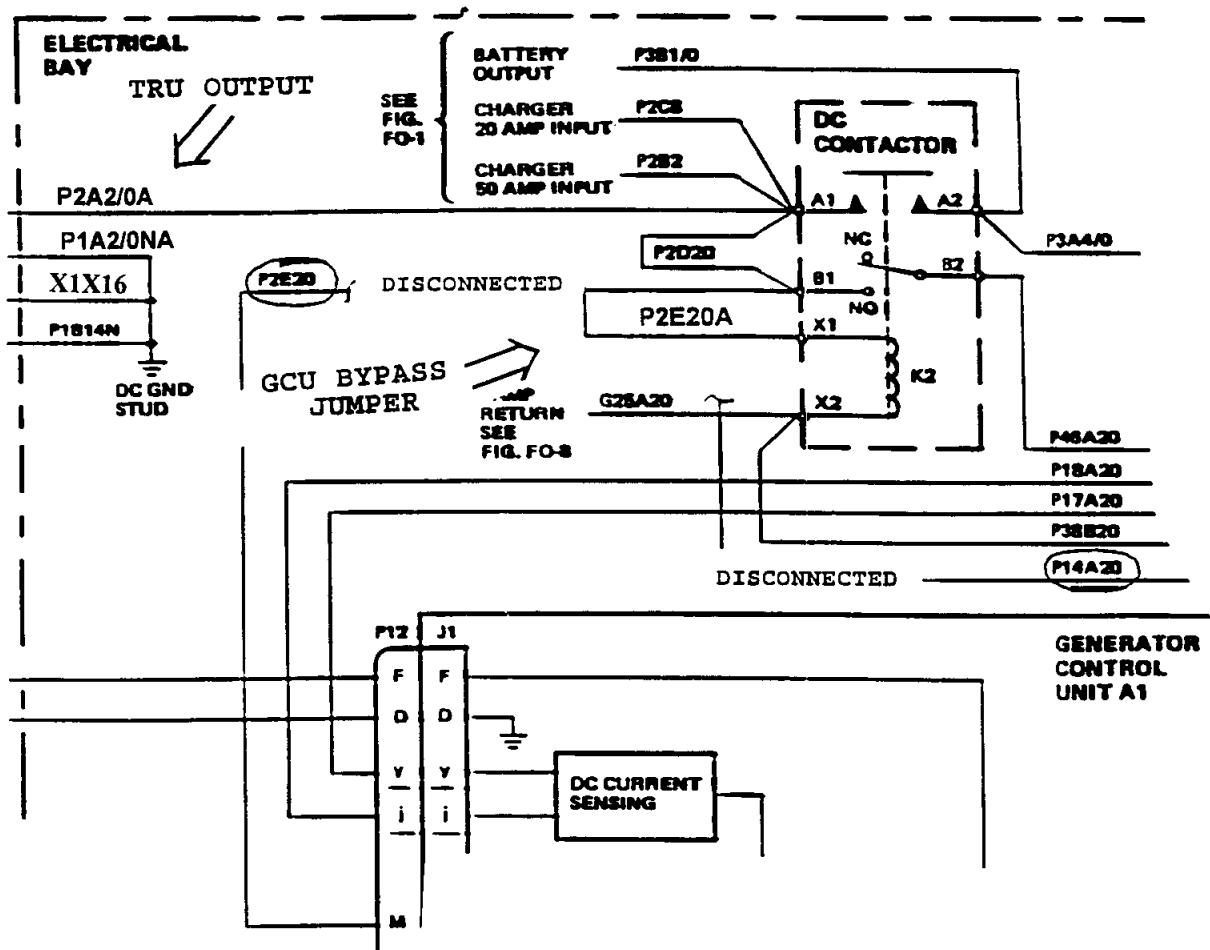 ELECTRICAL
BAY
TRU OUTPUT
SEE
FIG.
FO-1
BATTERY
OUTPUT
P3B1/0
CHARGER
20 AMP INPUT
P2C8
CHARGER
50 AMP INPUT
P2B2
DC
CONTACTOR
P2A2/0A
A1
A2
P1A2/0NA
P2D20
NC
P3A4/0
X1X16
P2E20
DISCONNECTED
B1
B2
NO
P1B14N
P2E20A
X1
DC GND
STUD
GCU BYPASS
JUMPER
K2
RETURN
SEE
FIG. FO-8
G25A20
X2
P46A20
P18A20
P17A20
P38B20
DISCONNECTED
P14A20
P12
J1
GENERATOR
CONTROL
UNIT A1
F
F
D
D
Y
Y
DC CURRENT
SENSING
i
i
M